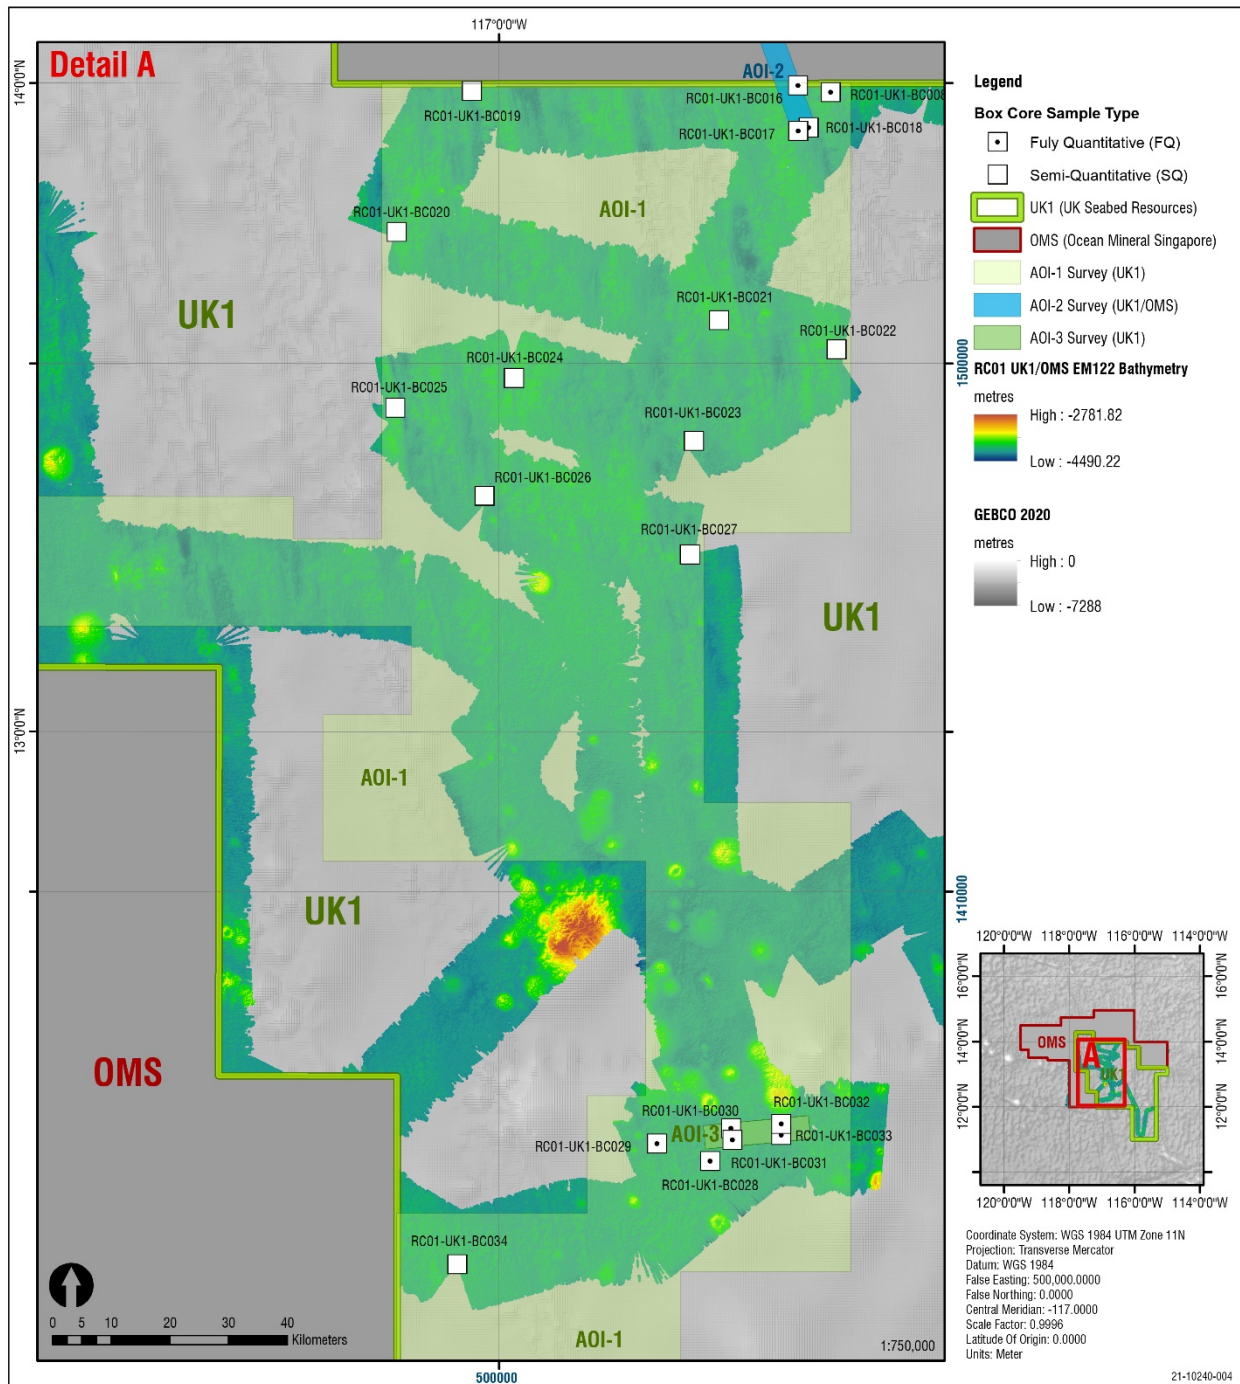 117°0'0"W
Detail A
14°0'0"N
AOI-2
RC01-UK1-BC016
RC01-UK1-BC008
RC01-UK1-BC019
RC01-UK1-BC017
RC01-UK1-BC018
RC01-UK1-BC020
AOI-1
UK1
RC01-UK1-BC021
RC01-UK1-BC022
RC01-UK1-BC024
1500000
RC01-UK1-BC025
RC01-UK1-BC023
RC01-UK1-BC026
RC01-UK1-BC027
UK1
13°0'0"N
AOI-1
UK1
1410000
OMS
RC01-UK1-BC030
RC01-UK1-BC032
AOI-3
RC01-UK1-BC029
RC01-UK1-BC033
RC01-UK1-BC031
RC01-UK1-BC028
RC01-UK1-BC034
0 5 10 20 30 40
Kilometers
AOI-1
1:750,000
500000
Legend
Box Core Sample Type
Fuly Quantitative (FQ)
Semi-Quantitative (SQ)
UK1 (UK Seabed Resources)
OMS (Ocean Mineral Singapore)
AOI-1 Survey (UK1)
AOI-2 Survey (UK1/OMS)
AOI-3 Survey (UK1)
RC01 UK1/OMS EM122 Bathymetry
metres
High : -2781.82
Low : -4490.22
GEBCO 2020
metres
High : 0
Low : -7288
120°0'0"W 118°0'0"W 116°0'0"W 114°0'0"W
16°0'0"N
16°0'0"N
14°0'0"N
OMS
A
UK1
14°0'0"N
12°0'0"N
12°0'0"N
120°0'0"W 118°0'0"W 116°0'0"W 114°0'0"W
Coordinate System: WGS 1984 UTM Zone 11N
Projection: Transverse Mercator
Datum: WGS 1984
False Easting: 500,000.0000
False Northing: 0.0000
Central Meridian: -117.0000
Scale Factor: 0.9996
Latitude Of Origin: 0.0000
Units: Meter
21-10240-004